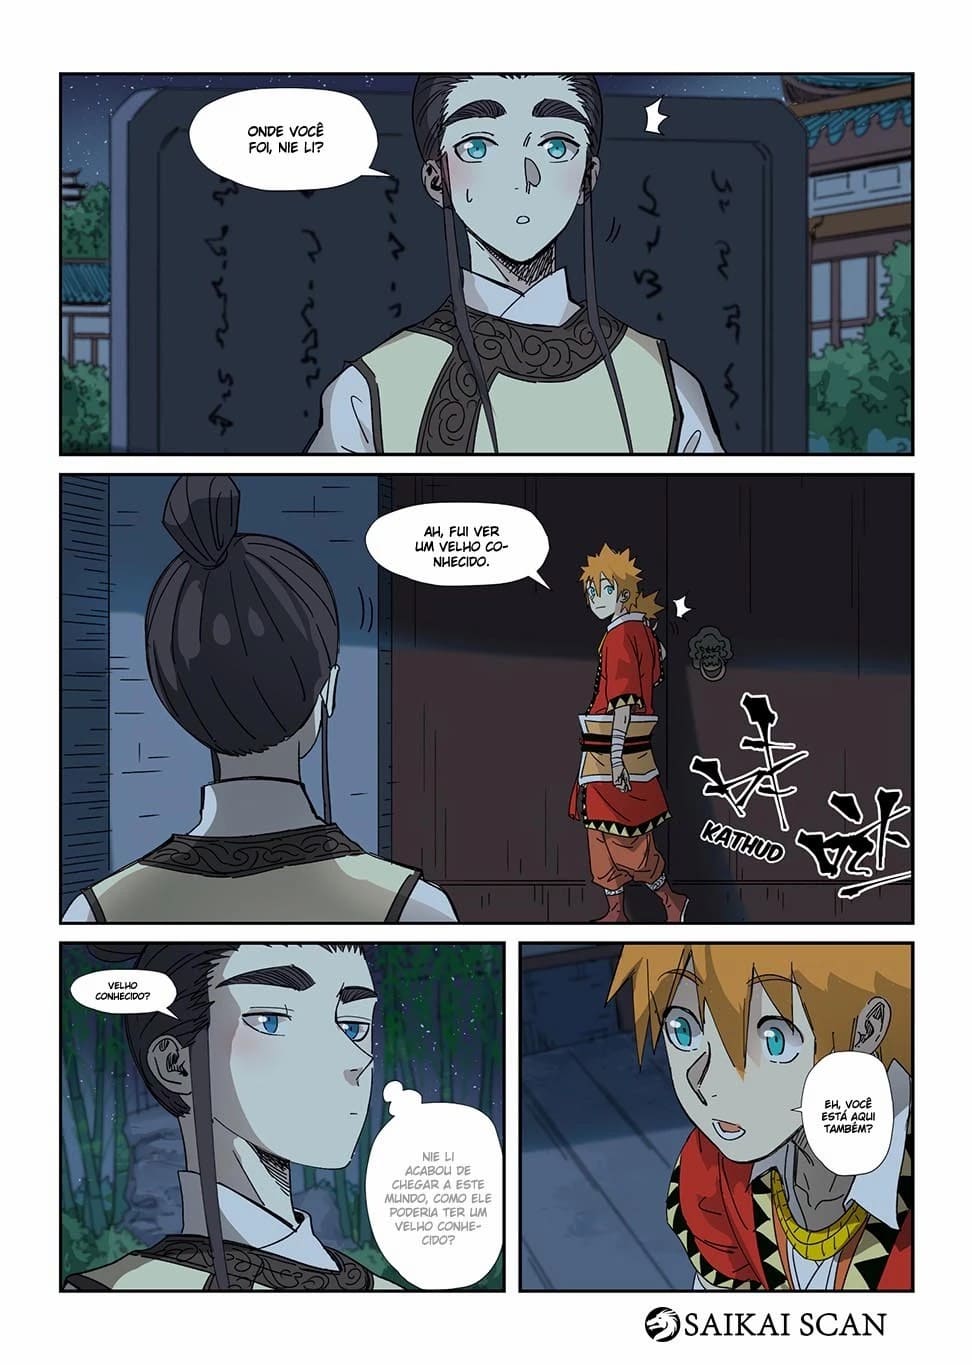 ONDE VOCÊ
FOI, NIE LI?
AH, FUI VER
UM VELHO CO-
NHECIDO.
KATHUD
VELHO
CONHECIDO?
NIE LI
ACABOU DE
CHEGAR A ESTE
MUNDO, COMO ELE
PODERIA TER UM
VELHO CONHE-
CIDO?
EH, VOCÊ
ESTÁ AQUI
TAMBÉM?
SAIKAI SCAN